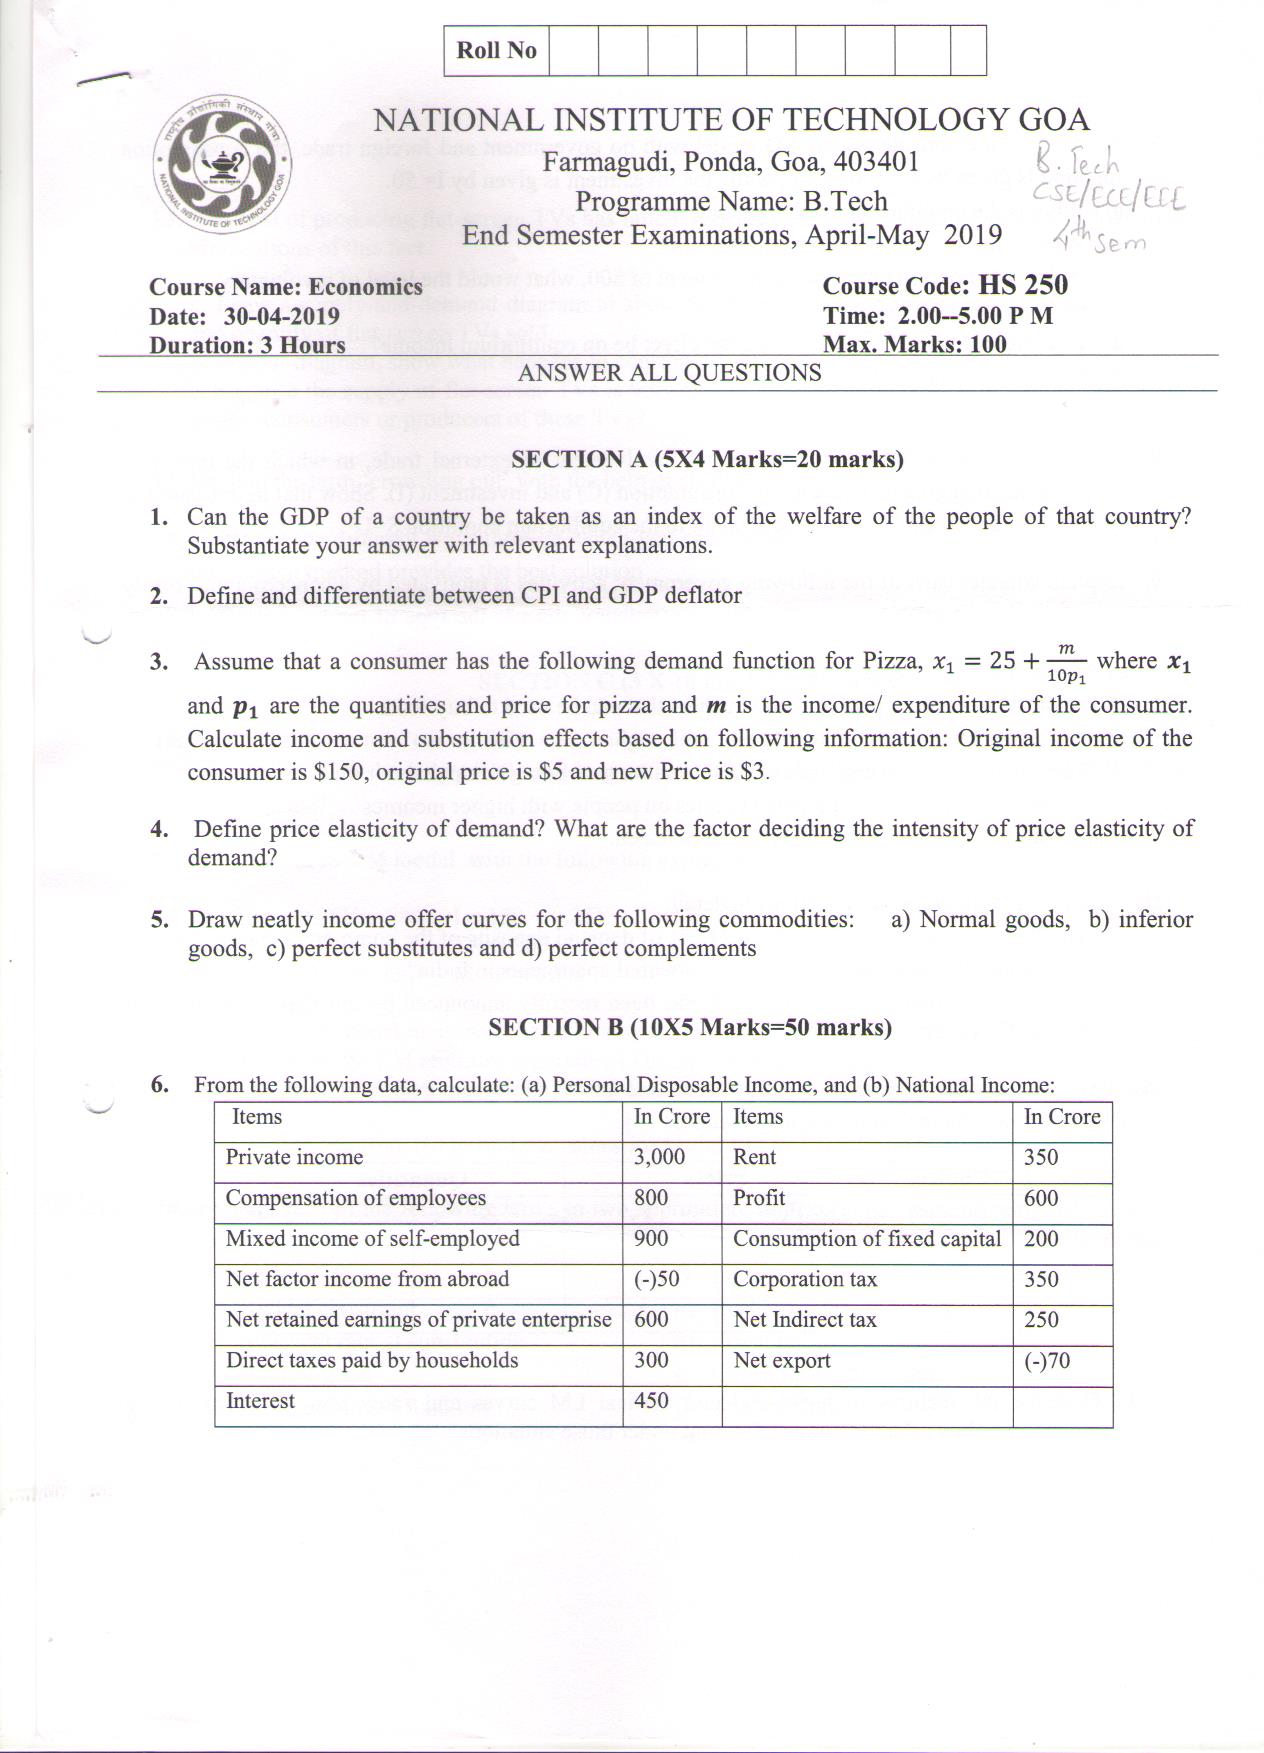 Roll No
NATIONAL INSTITUTE OF TECHNOLOGY GOA
Farmagudi, Ponda, Goa, 403401
Programme Name: B.Tech
End Semester Examinations, April-May 2019
B. Tech
CSE/ECE/EEE
4th Sem
राष्ट्रीय प्रौद्योगिकी संस्थान गोवा
NATIONAL INSTITUTE OF TECHNOLOGY GOA
Course Name: Economics Course Code: HS 250
Date: 30-04-2019 Time: 2.00--5.00 P M
Duration: 3 Hours Max. Marks: 100
ANSWER ALL QUESTIONS
SECTION A (5X4 Marks=20 marks)
1. Can the GDP of a country be taken as an index of the welfare of the people of that country?
Substantiate your answer with relevant explanations.
2. Define and differentiate between CPI and GDP deflator
3. Assume that a consumer has the following demand function for Pizza, x₁ = 25 + m/10p₁ where x₁
and p₁ are the quantities and price for pizza and m is the income/ expenditure of the consumer.
Calculate income and substitution effects based on following information: Original income of the
consumer is $150, original price is $5 and new Price is $3.
4. Define price elasticity of demand? What are the factor deciding the intensity of price elasticity of
demand?
5. Draw neatly income offer curves for the following commodities: a) Normal goods, b) inferior
goods, c) perfect substitutes and d) perfect complements
SECTION B (10X5 Marks=50 marks)
6. From the following data, calculate: (a) Personal Disposable Income, and (b) National Income:
Items In Crore Items In Crore
Private income 3,000 Rent 350
Compensation of employees 800 Profit 600
Mixed income of self-employed 900 Consumption of fixed capital 200
Net factor income from abroad (-)50 Corporation tax 350
Net retained earnings of private enterprise 600 Net Indirect tax 250
Direct taxes paid by households 300 Net export (-)70
Interest 450